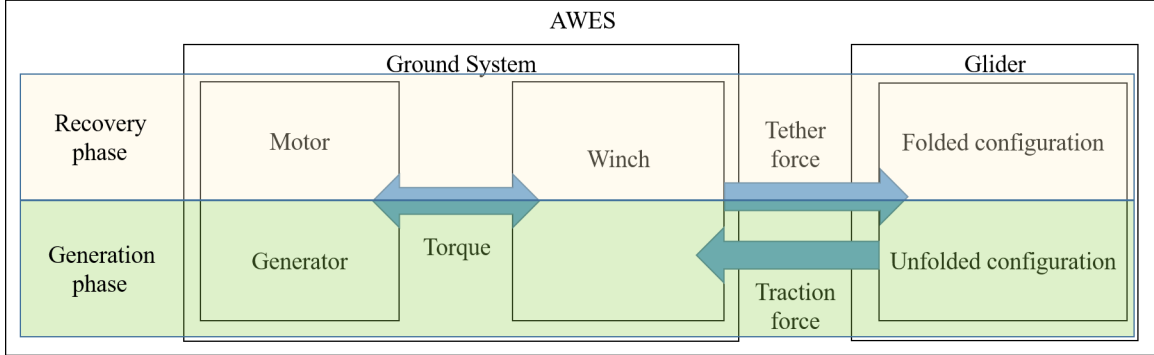 AWES
Ground System
Glider
Recovery
phase
Motor
Winch
Tether
force
Folded configuration
Generation
phase
Generator
Torque
Traction
force
Unfolded configuration